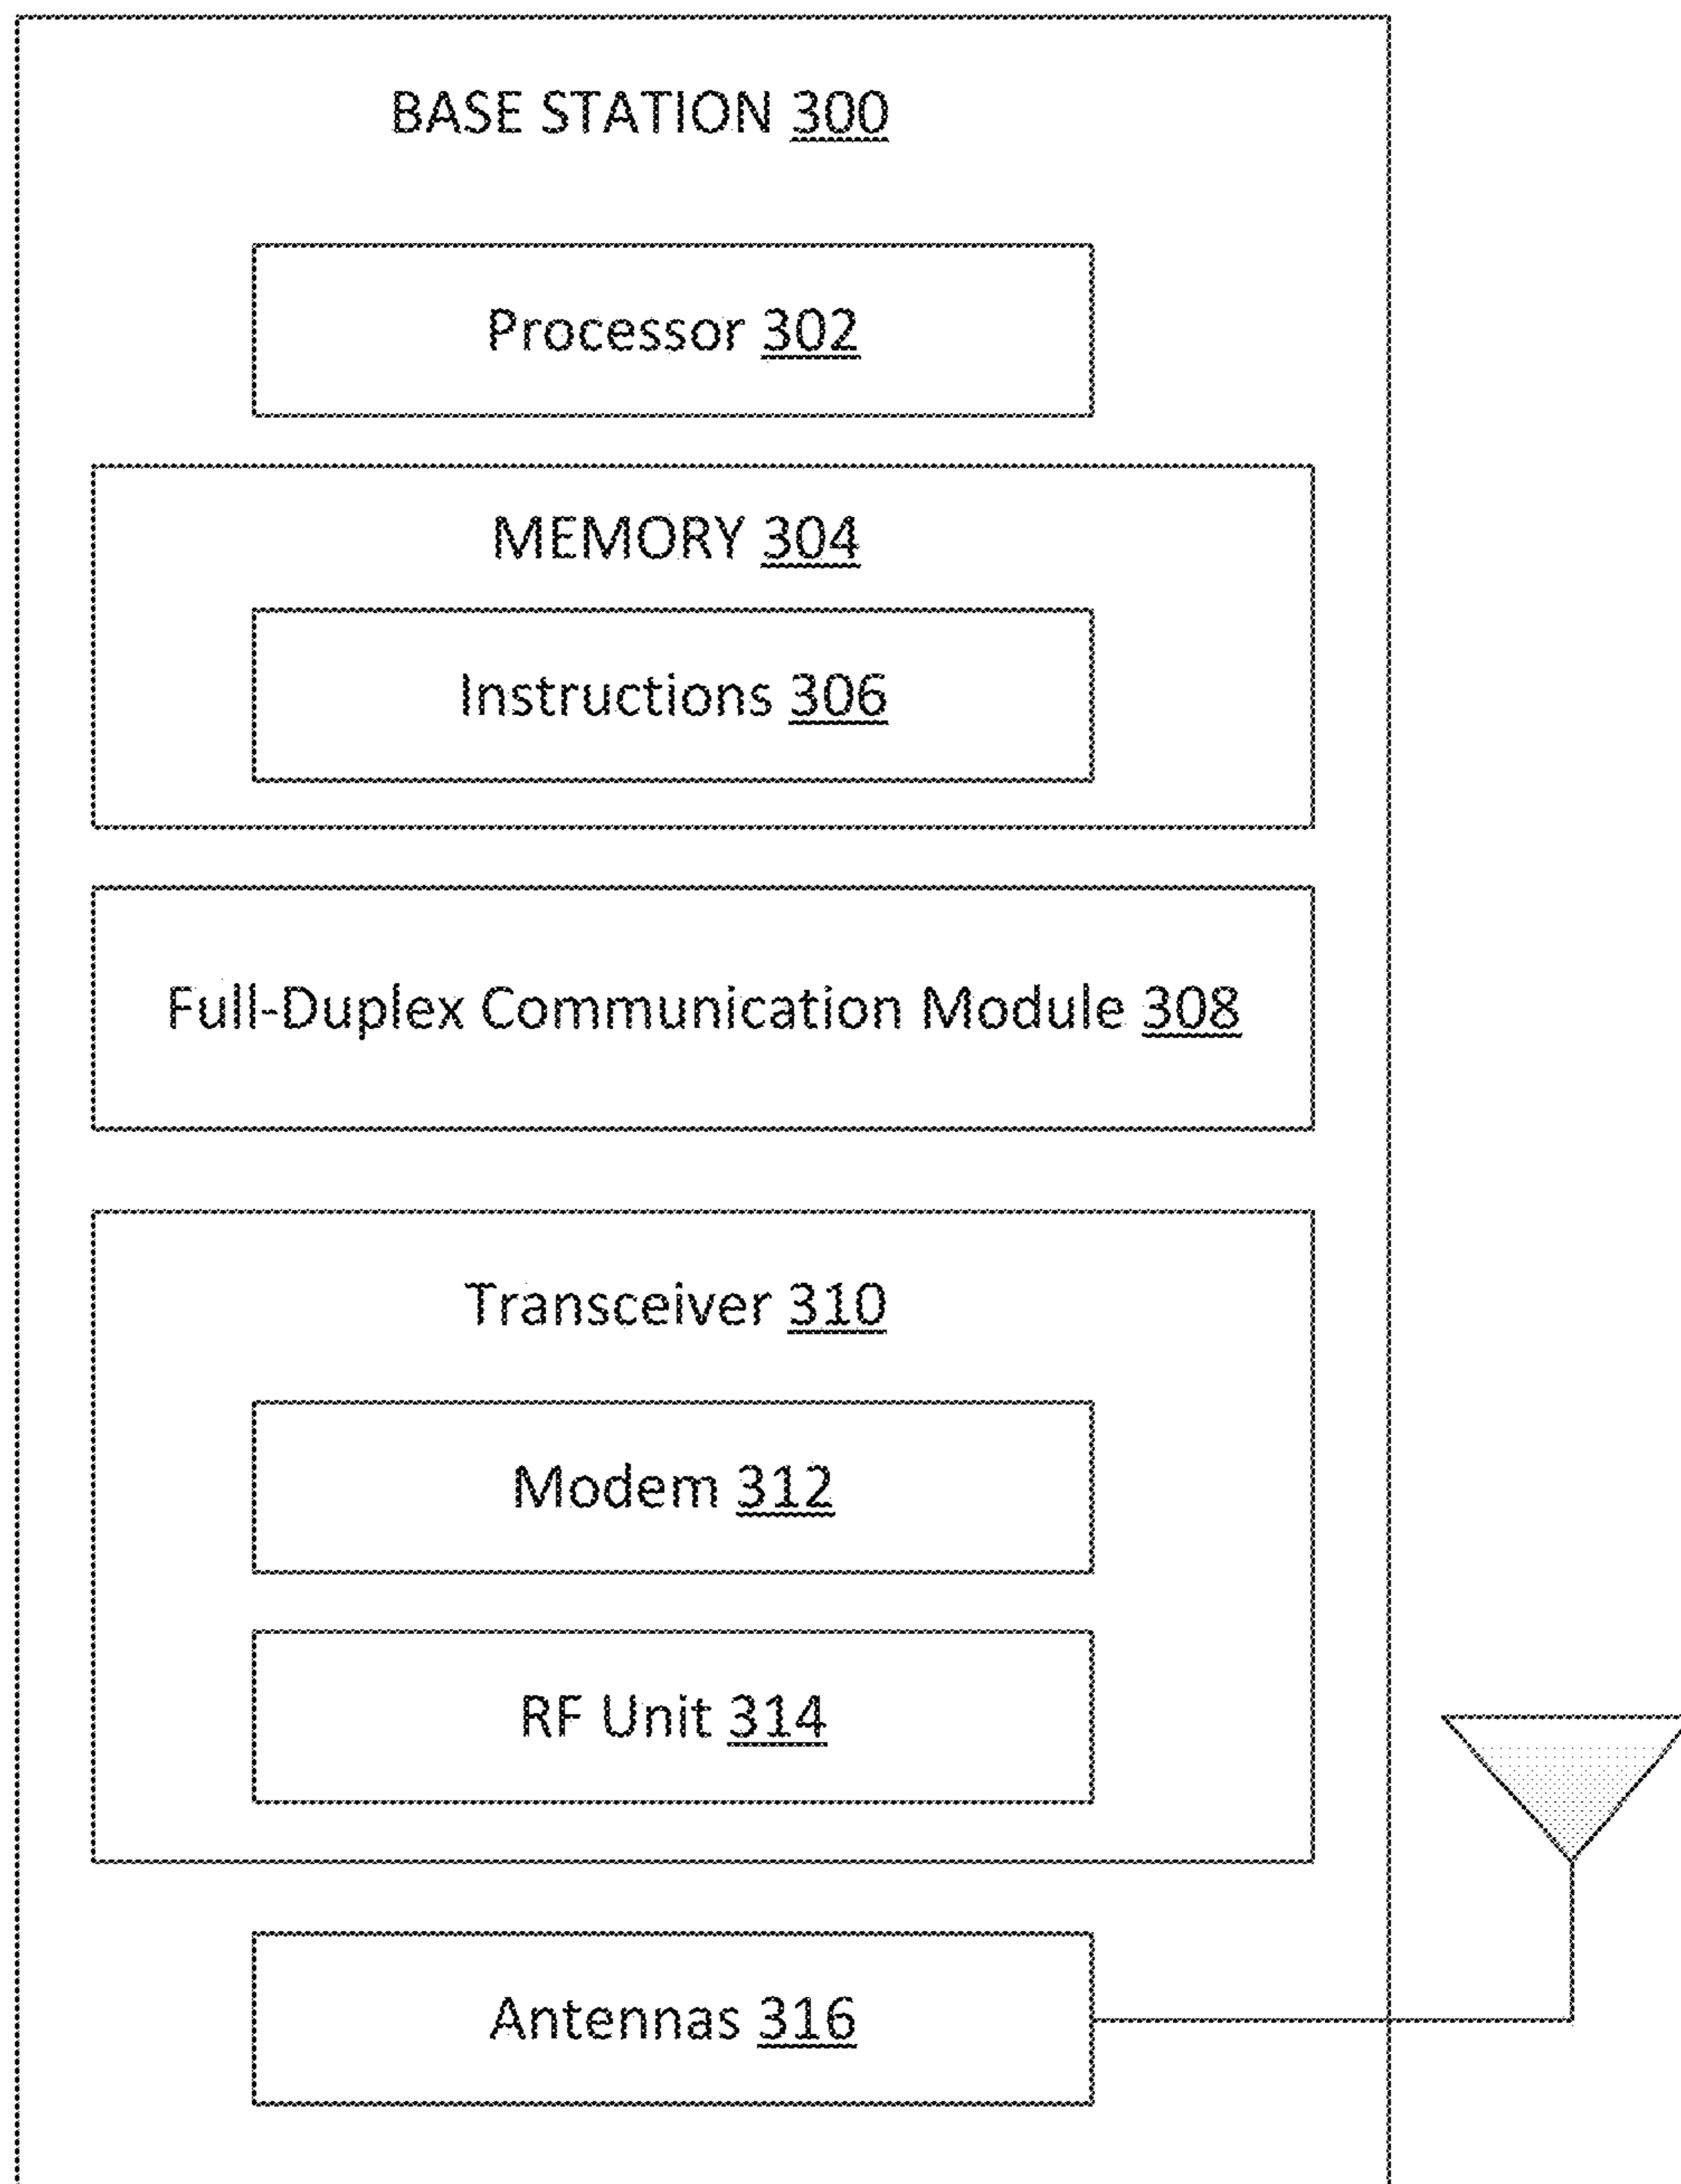 BASE STATION 300
Processor 302
MEMORY 304
Instructions 306
Full-Duplex Communication Module 308
Transceiver 310
Modem 312
RF Unit 314
Antennas 316